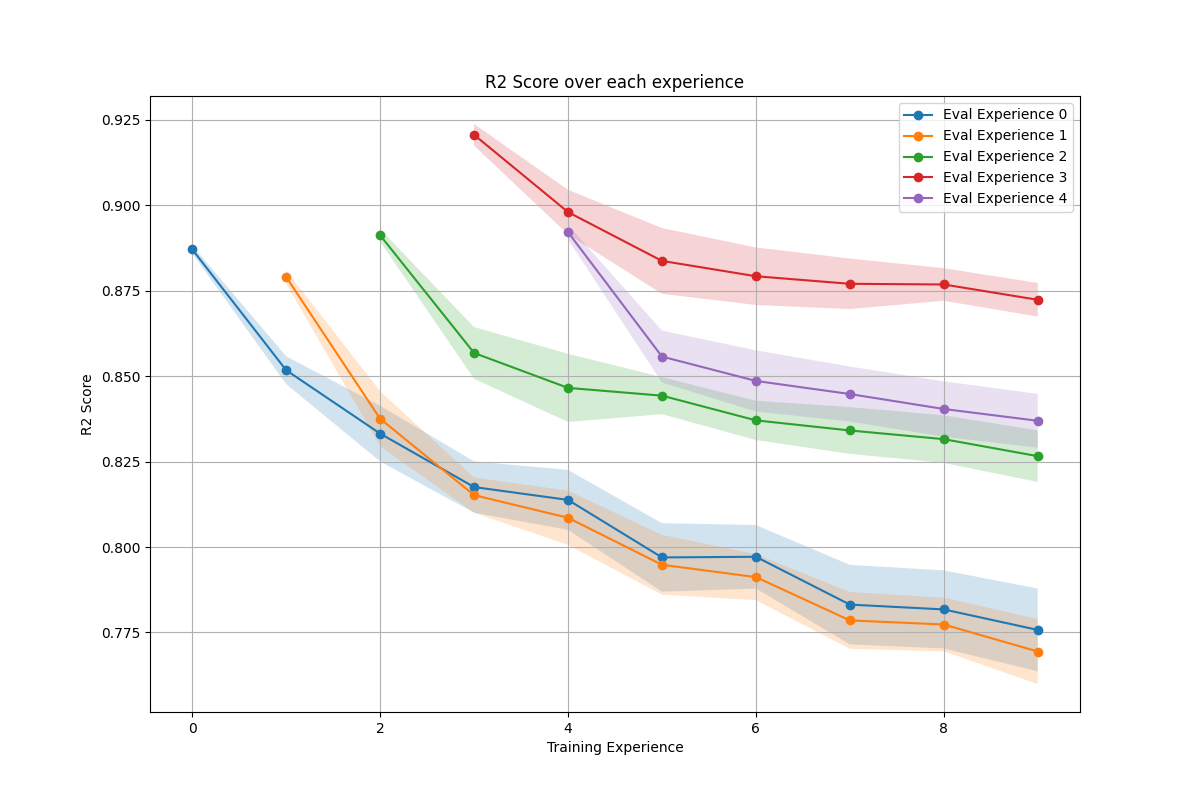 R2 Score over each experience
R2 Score
0.925
0.900
0.875
0.850
0.825
0.800
0.775
Eval Experience 0
Eval Experience 1
Eval Experience 2
Eval Experience 3
Eval Experience 4
0 2 4 6 8
Training Experience